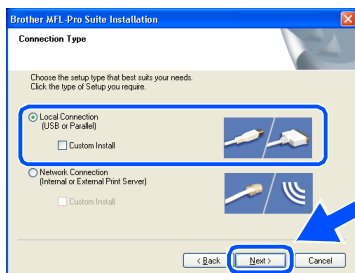 Brother MFL-Pro Suite Installation
Connection Type
Choose the setup type that best suits your needs.
Click the type of Setup you require.
Local Connection
(USB or Parallel)
Custom Install
Network Connection
(Internal or External Print Server)
Custom Install
< Back
Next >
Cancel